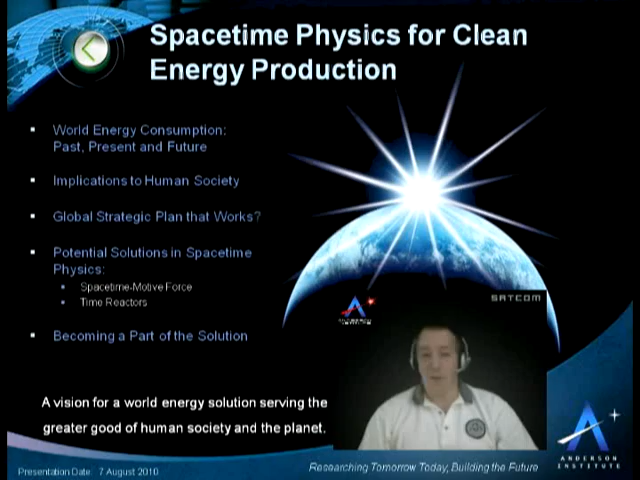 Spacetime Physics for Clean
Energy Production
World Energy Consumption:
Past, Present and Future
Implications to Human Society
Global Strategic Plan that Works?
Potential Solutions in Spacetime
Physics:
Spacetime-Motive Force
Time Reactors
Becoming a Part of the Solution
SATCOM
A vision for a world energy solution serving the
greater good of human society and the planet.
ANDERSON
INSTITUTE
Presentation Date: 7 August 2010
Researching Tomorrow Today, Building the Future